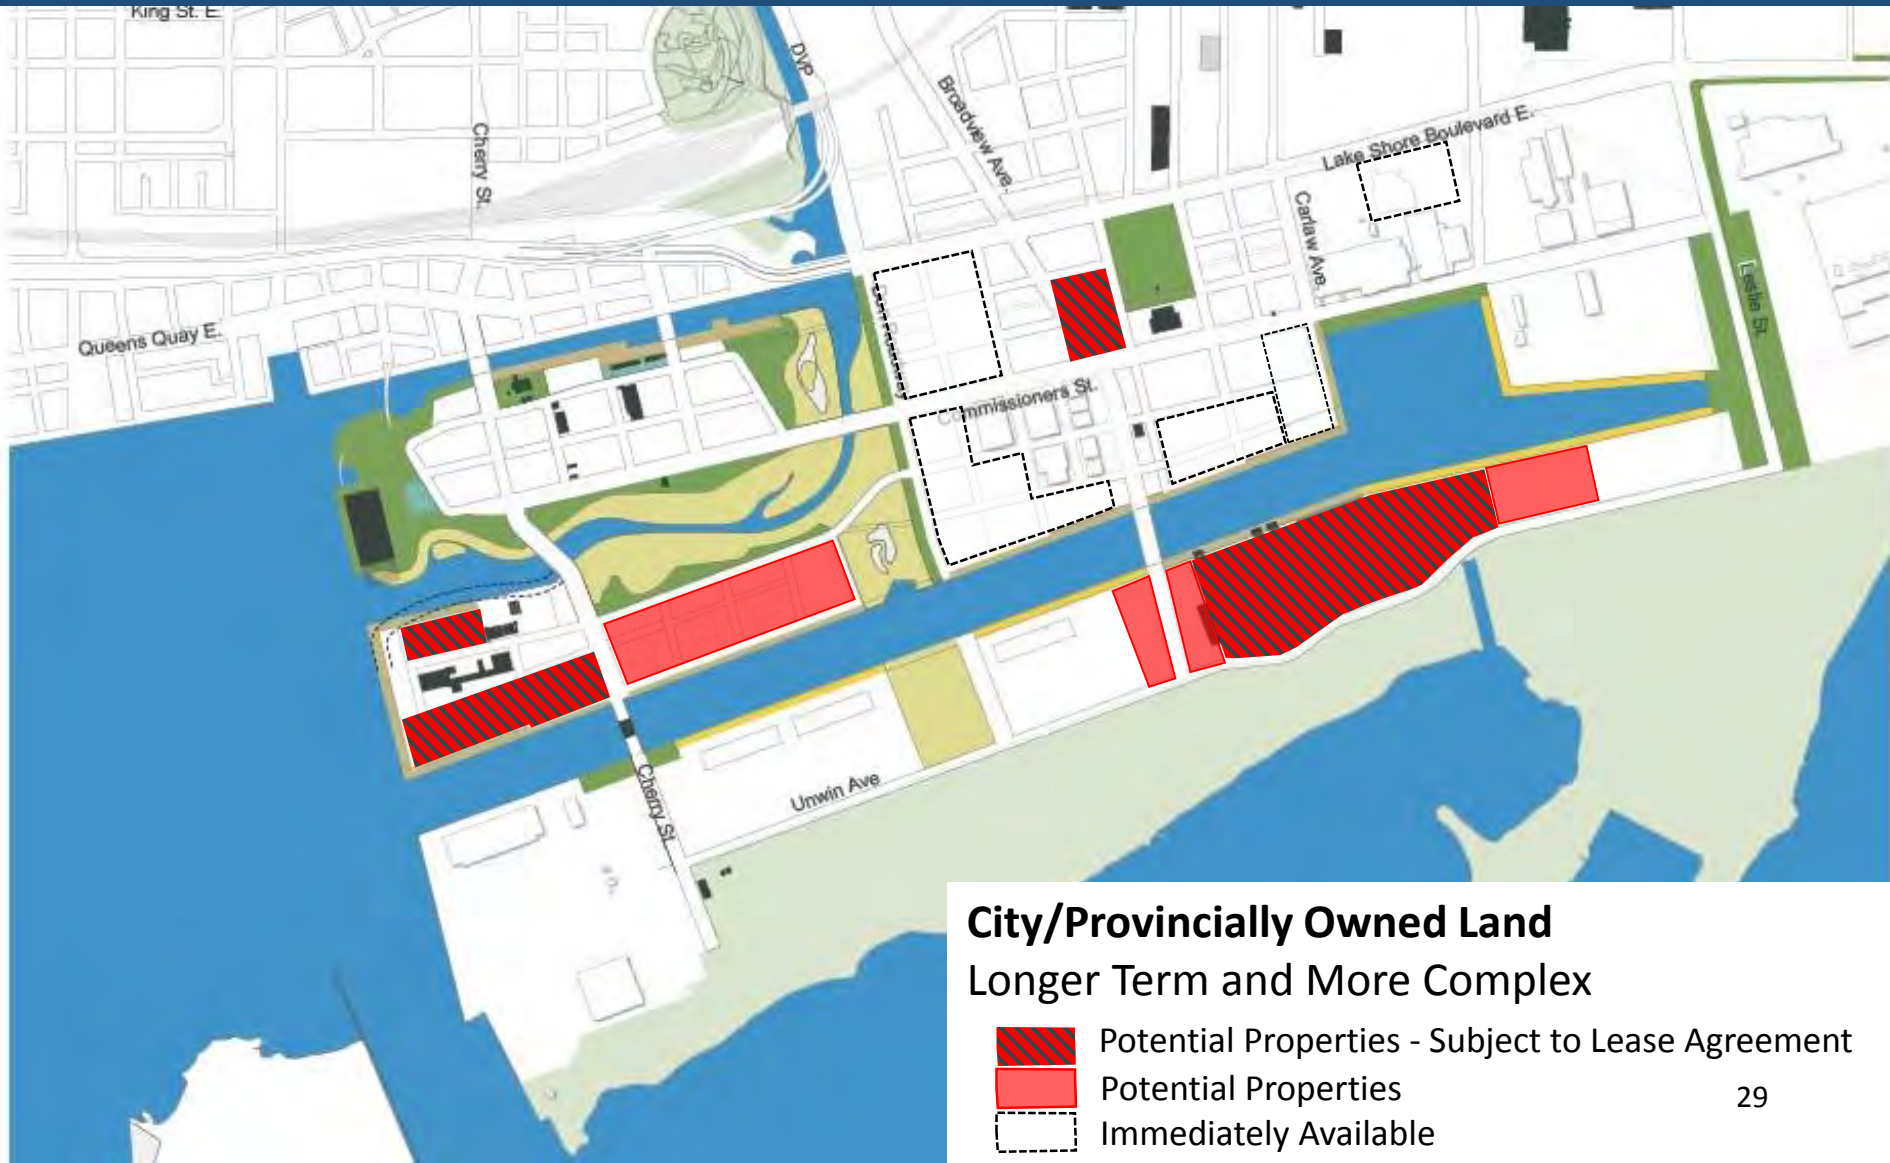 King St. E.
DVP
Broadview Ave.
Cherry St.
Lake Shore Boulevard E.
Carlaw Ave.
Leslie St.
Queens Quay E.
Commissioners St.
Cherry St.
Unwin Ave
City/Provincially Owned Land
Longer Term and More Complex
Potential Properties - Subject to Lease Agreement
Potential Properties
29
Immediately Available